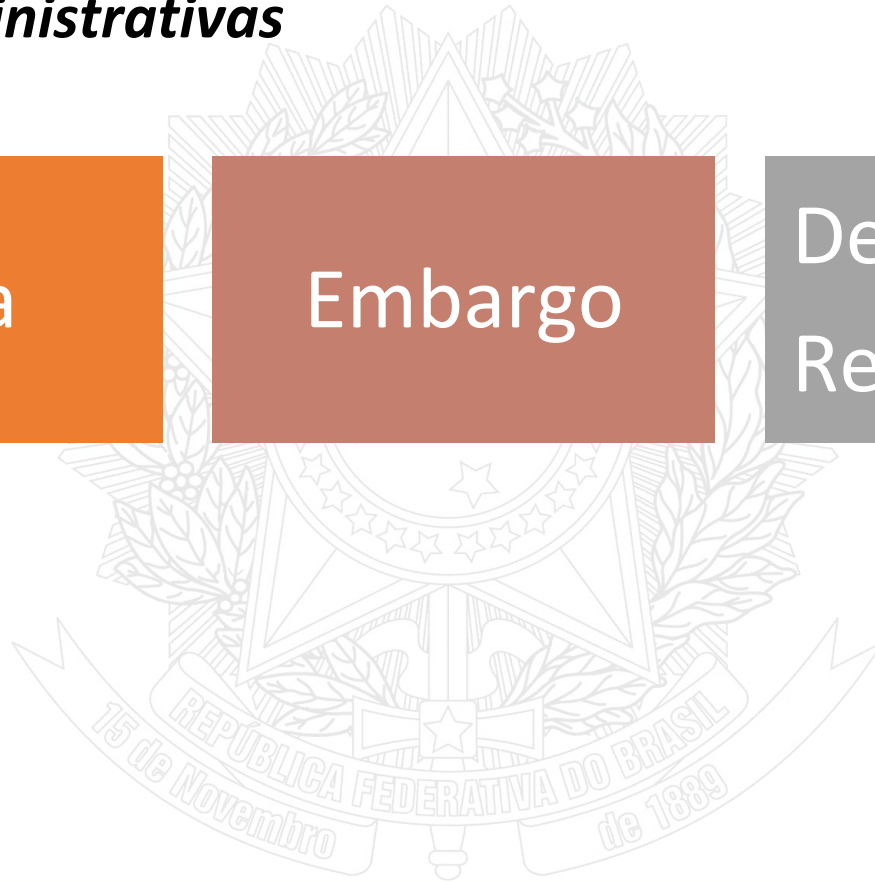 inistrativas
a
Embargo
De
Re
REPÚBLICA FEDERATIVA DO BRASIL
15 de Novembro
de 1889